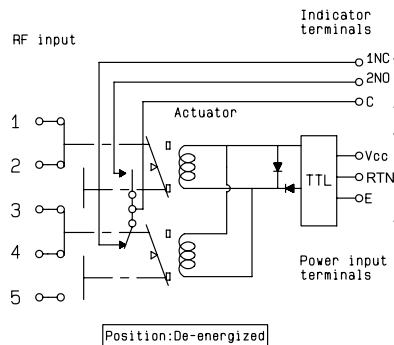 Indicator
terminals
RF input
1NC
2NO
C
Actuator
1
2
3
4
5
TTL
Vcc
RTN
E
Power input
terminals
Position:De-energized